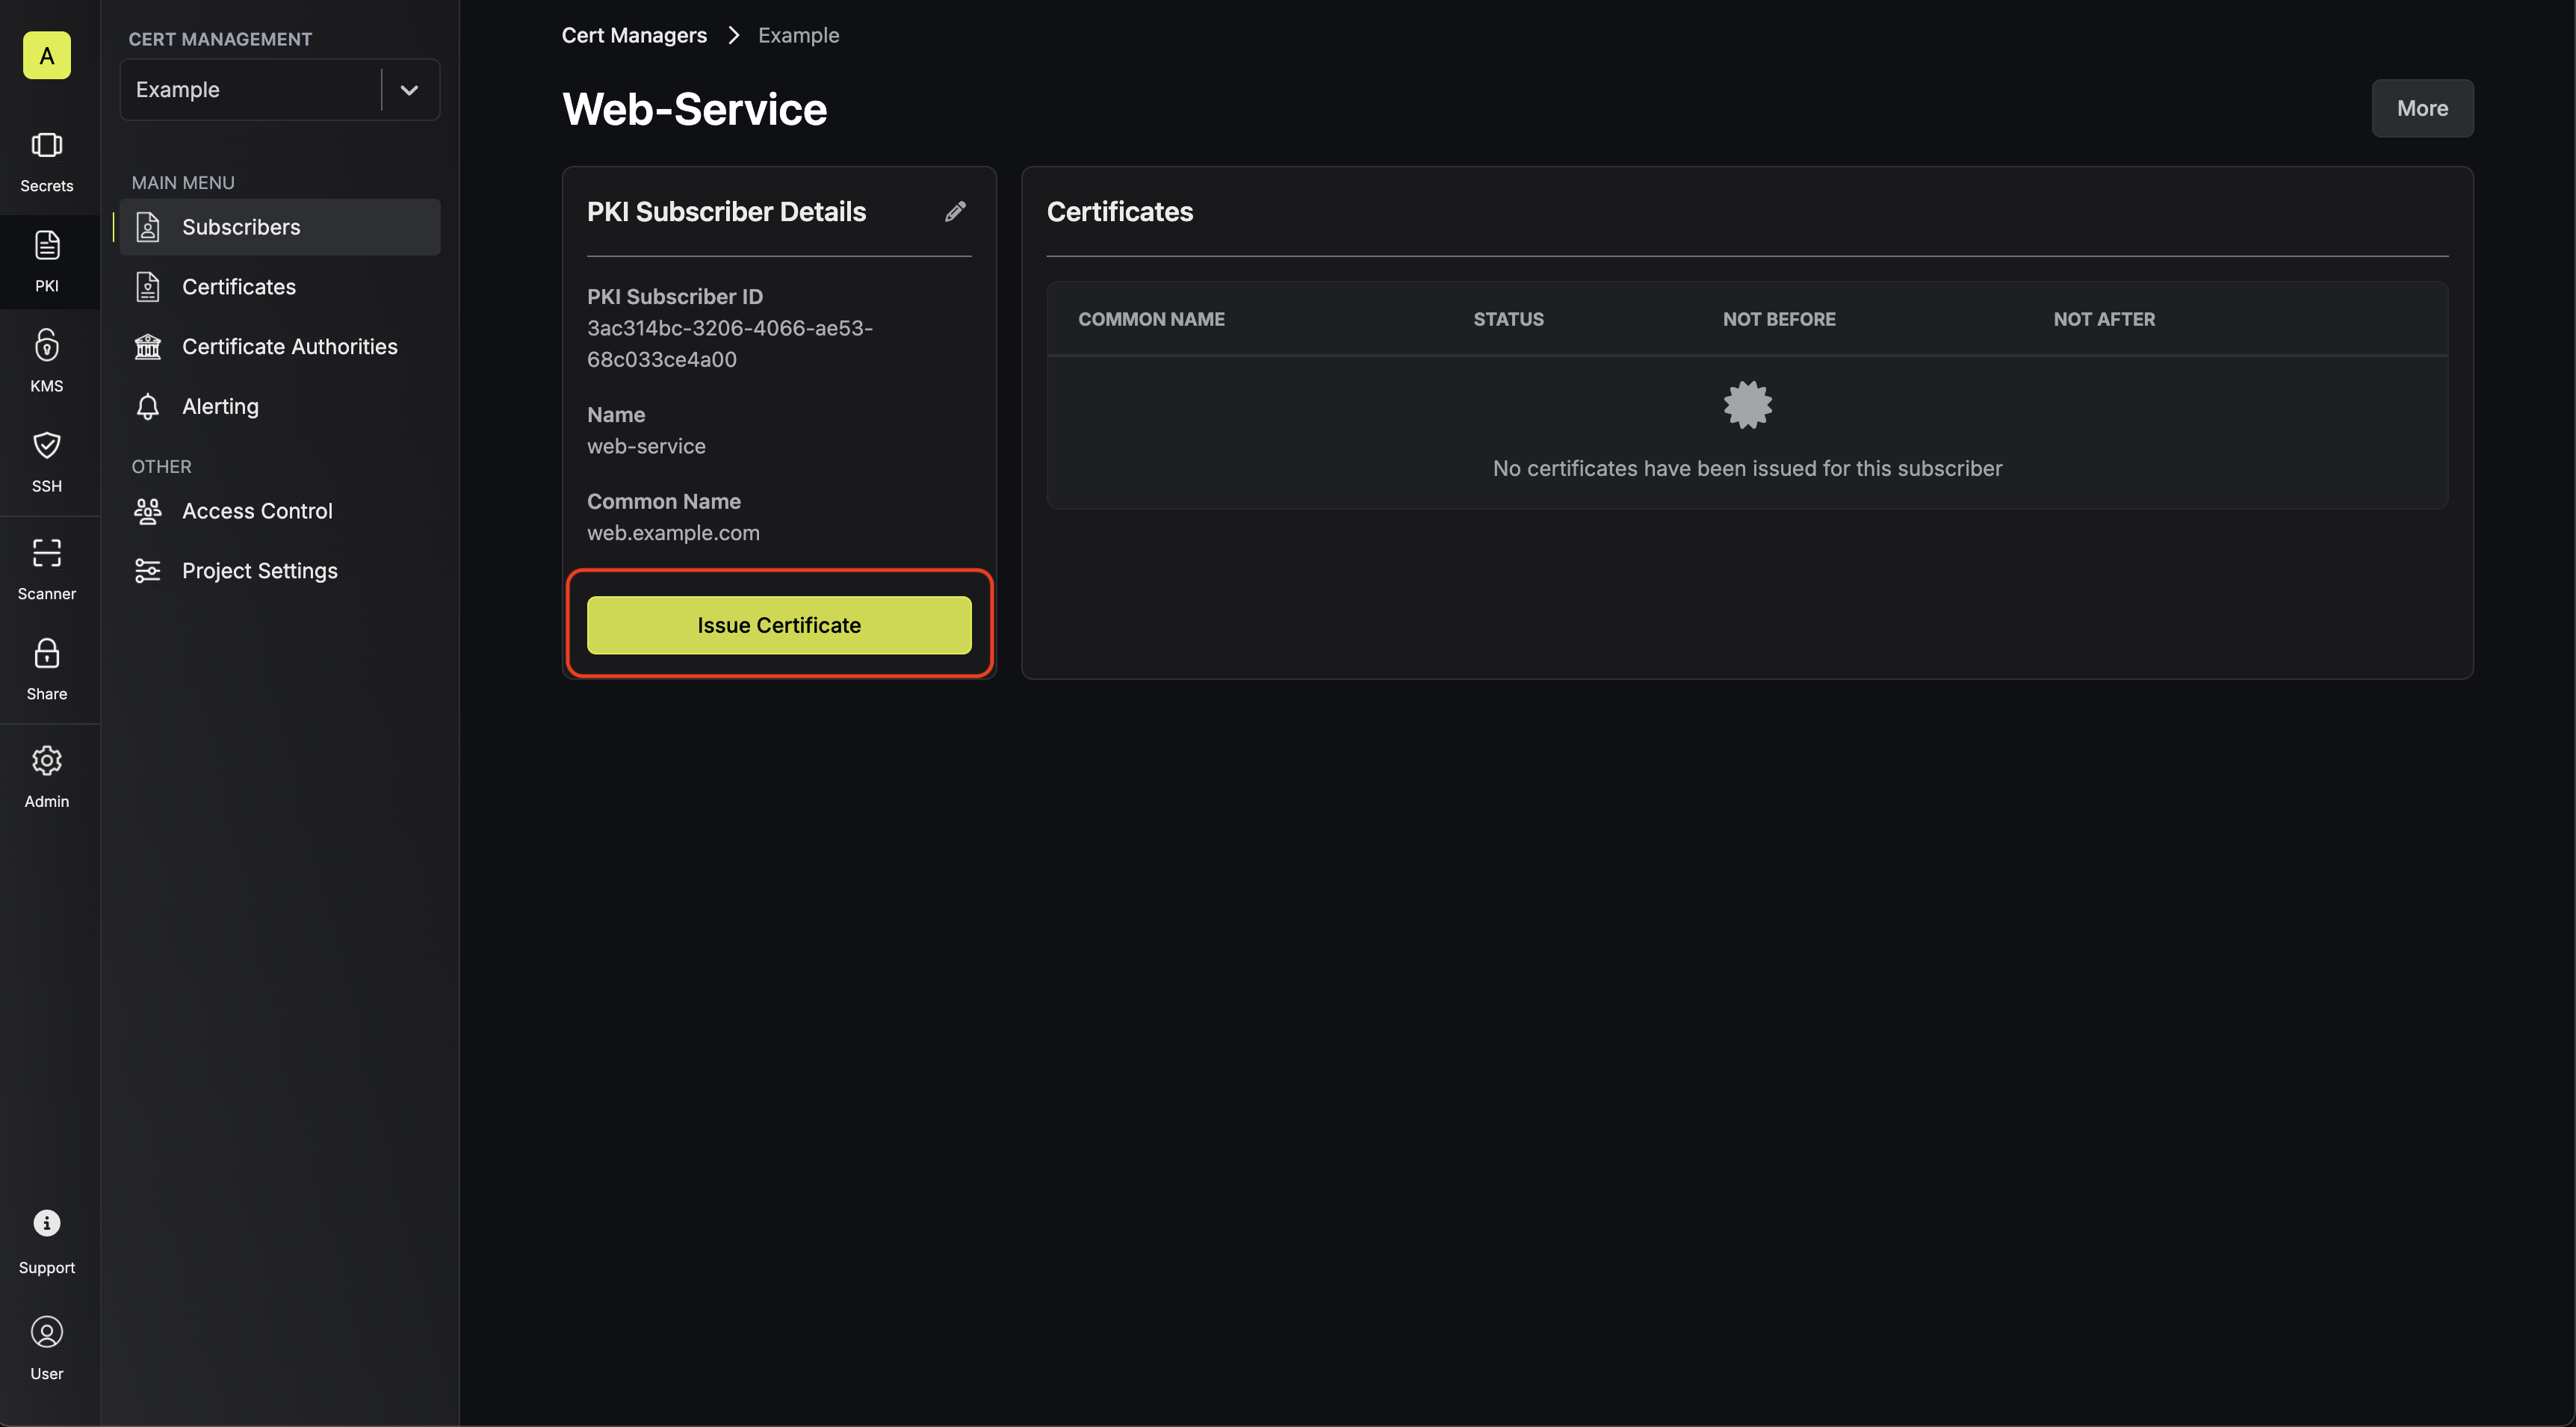 A
Secrets
PKI
KMS
SSH
Scanner
Share
Admin
Support
User
CERT MANAGEMENT
Example
MAIN MENU
Subscribers
Certificates
Certificate Authorities
Alerting
OTHER
Access Control
Project Settings
Cert Managers > Example
Web-Service
More
PKI Subscriber Details
PKI Subscriber ID
3ac314bc-3206-4066-ae53-
68c033ce4a00
Name
web-service
Common Name
web.example.com
Issue Certificate
Certificates
COMMON NAME STATUS NOT BEFORE NOT AFTER
No certificates have been issued for this subscriber